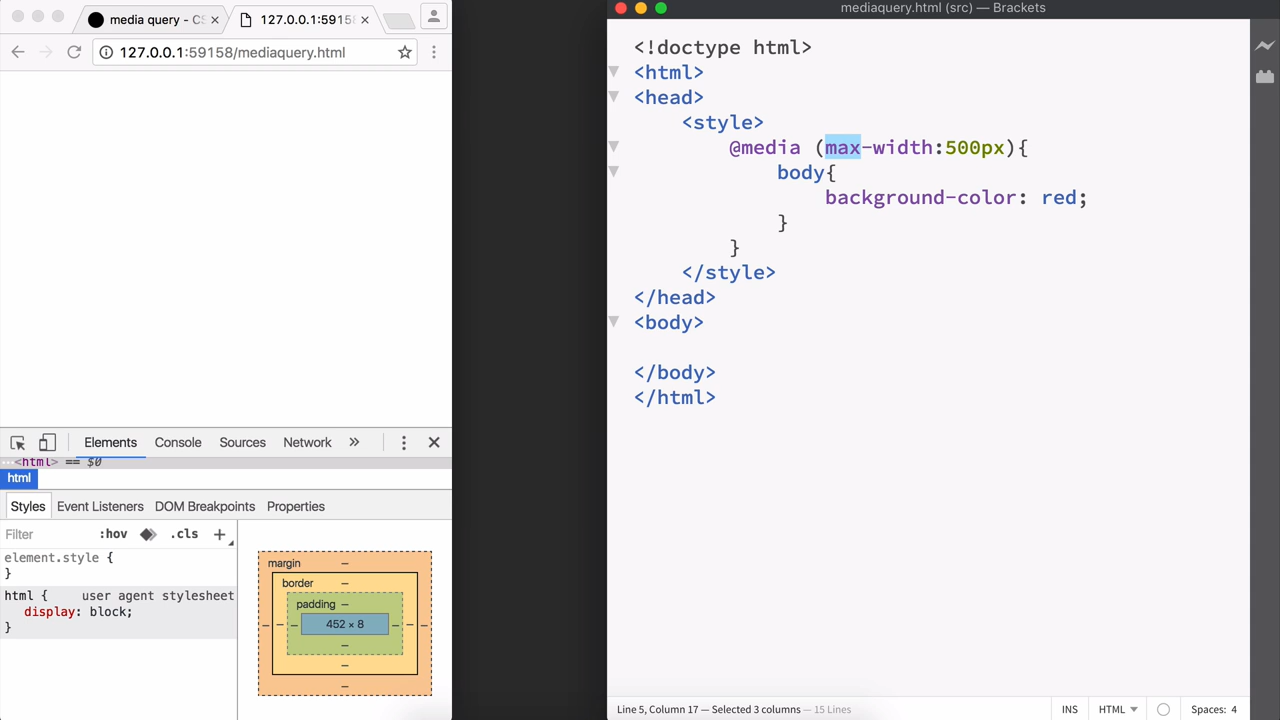 media query - CS
127.0.0.1:5915
127.0.0.1:59158/mediaquery.html
Elements Console Sources Network »
...<html> == $0
html
Styles Event Listeners DOM Breakpoints Properties
Filter :hov .cls +
element.style {
}
html { user agent stylesheet
display: block;
}
margin –
border –
padding –
– – – 452 × 8 – – –
–
–
–
mediaquery.html (src) — Brackets
<!doctype html>
<html>
<head>
<style>
@media (max-width:500px){
body{
background-color: red;
}
}
</style>
</head>
<body>
</body>
</html>
Line 5, Column 17 — Selected 3 columns — 15 Lines
INS HTML Spaces: 4